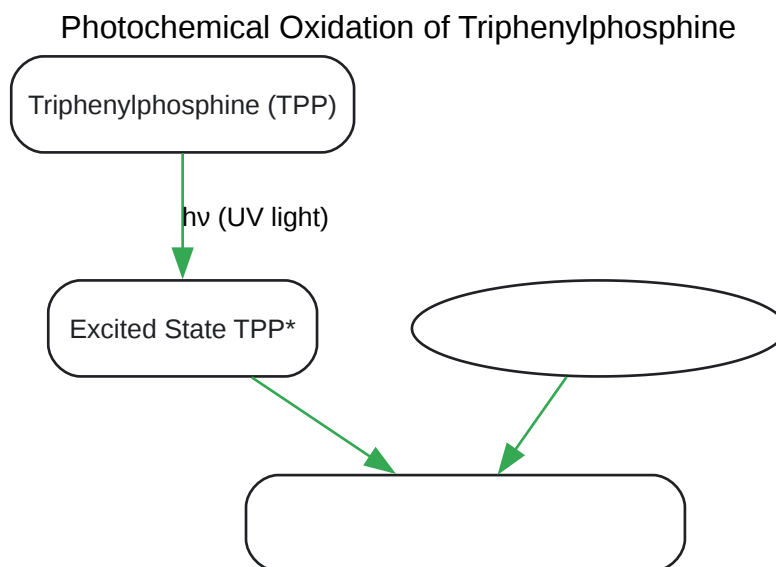 Photochemical Oxidation of Triphenylphosphine
Triphenylphosphine (TPP)
hν (UV light)
Excited State TPP*